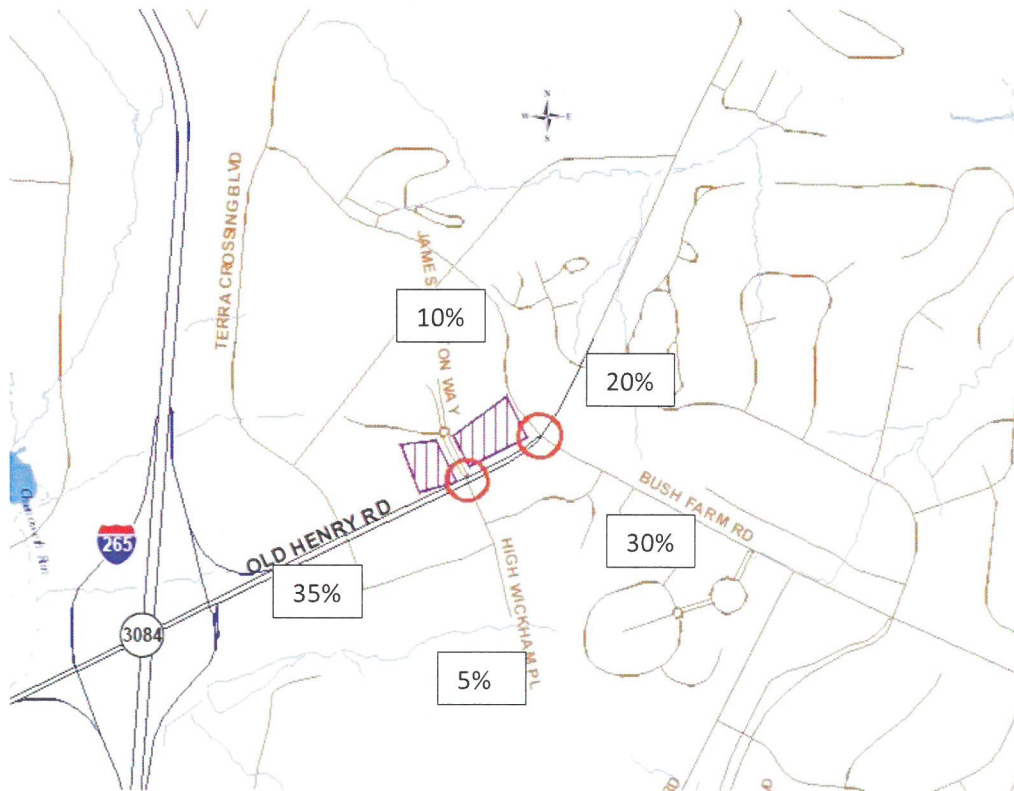 N
W E
S
TERRA CROSSING BLVD
JAMES
ON WAY
10%
20%
BUSH FARM RD
OLD HENRY RD
265
30%
HIGH WICKHAM PL
35%
3084
5%
RD